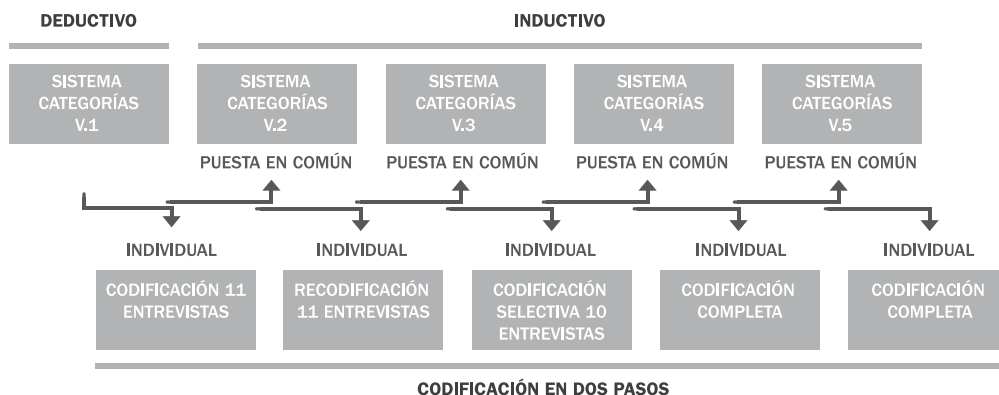 DEDUCTIVO
INDUCTIVO
SISTEMA
CATEGORÍAS
V.1
SISTEMA
CATEGORÍAS
V.2
SISTEMA
CATEGORÍAS
V.3
SISTEMA
CATEGORÍAS
V.4
SISTEMA
CATEGORÍAS
V.5
PUESTA EN COMÚN
PUESTA EN COMÚN
PUESTA EN COMÚN
PUESTA EN COMÚN
INDIVIDUAL
INDIVIDUAL
INDIVIDUAL
INDIVIDUAL
INDIVIDUAL
CODIFICACIÓN 11
ENTREVISTAS
RECODIFICACIÓN
11 ENTREVISTAS
CODIFICACIÓN
SELECTIVA 10
ENTREVISTAS
CODIFICACIÓN
COMPLETA
CODIFICACIÓN
COMPLETA
CODIFICACIÓN EN DOS PASOS